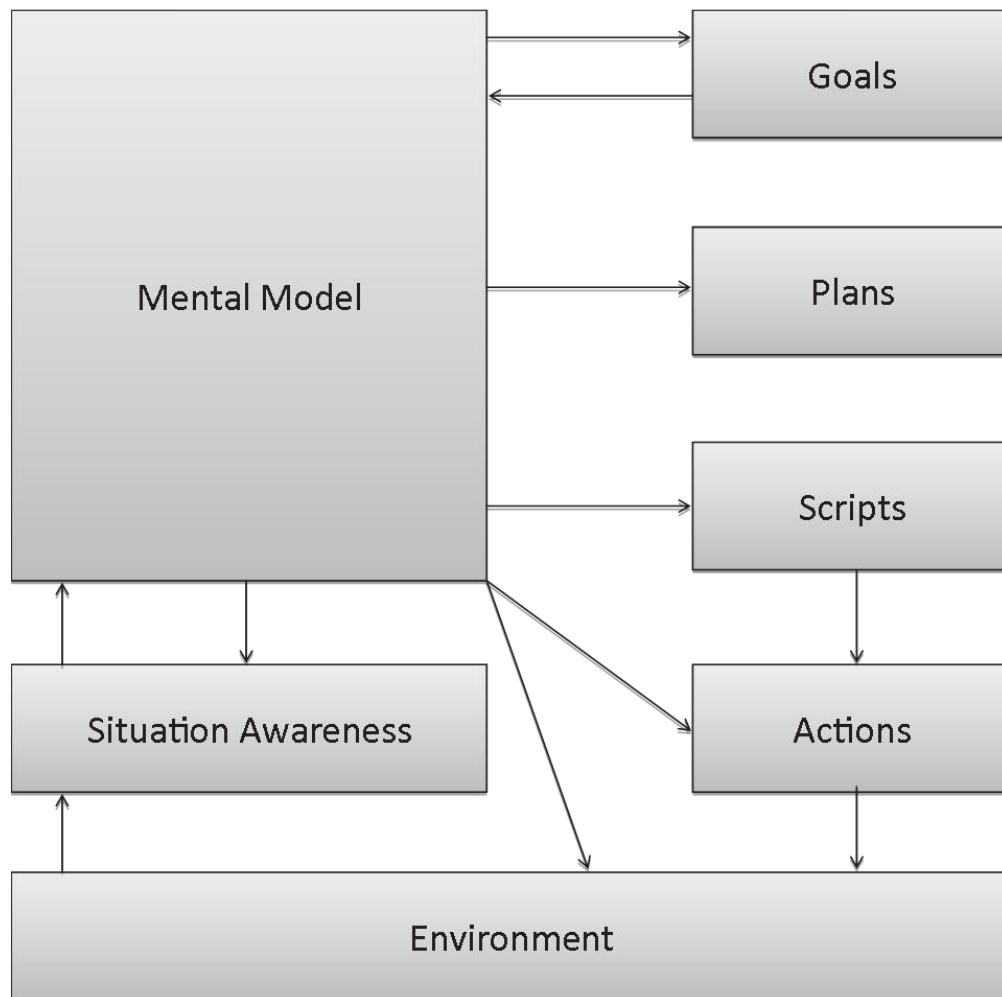 Goals
Mental Model
Plans
Scripts
Situation Awareness
Actions
Environment